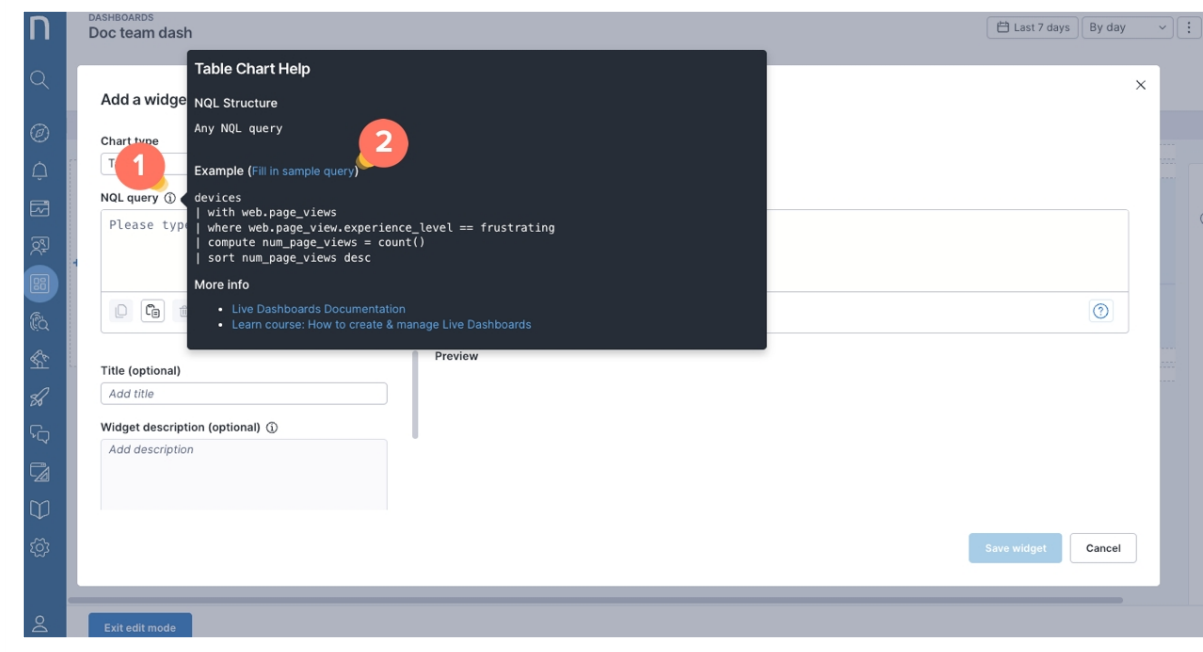 DASHBOARDS
Doc team dash
Last 7 days
By day
Table Chart Help
Add a widge
NQL Structure
Any NQL query
2
Chart type
T
1
Example (Fill in sample query)
NQL query
devices
| with web.page_views
| where web.page_view.experience_level == frustrating
| compute num_page_views = count()
| sort num_page_views desc
Please type
More info
Live Dashboards Documentation
Learn course: How to create & manage Live Dashboards
Preview
Title (optional)
Add title
Widget description (optional)
Add description
Save widget
Cancel
Exit edit mode